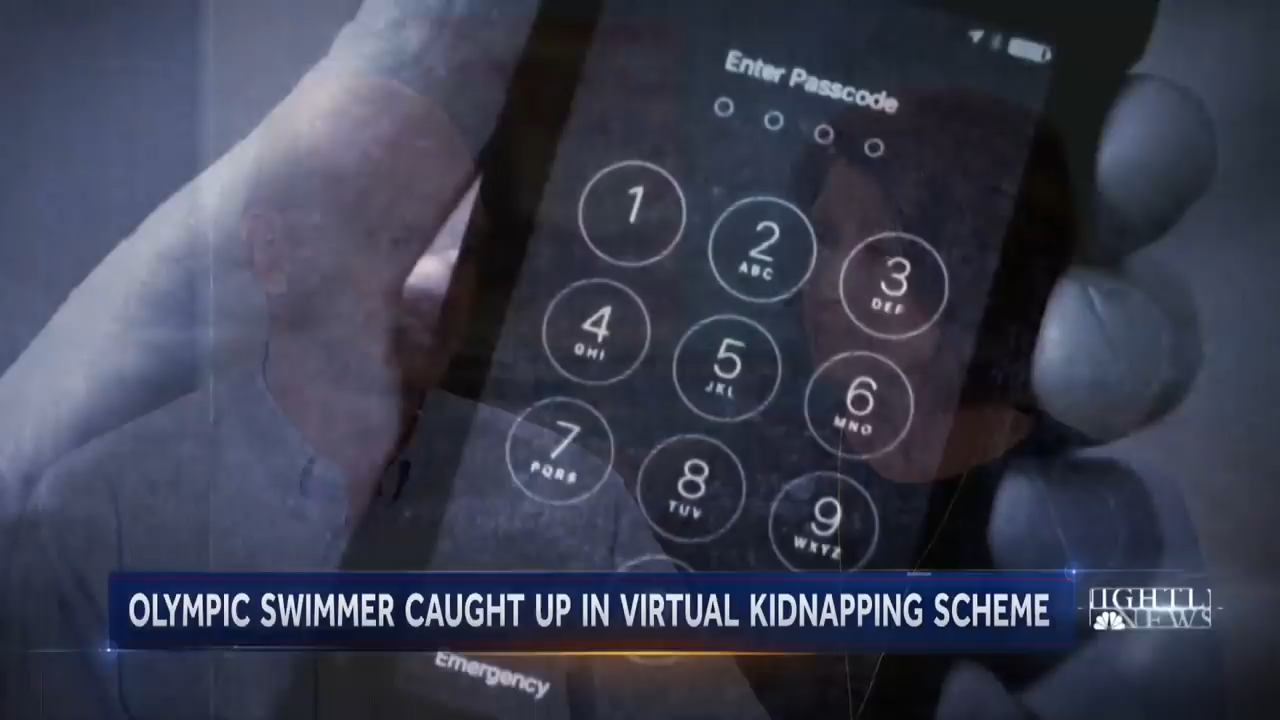 Enter Passcode
1
2
ABC
3
DEF
4
GHI
5
JKL
6
MNO
7
PQRS
8
TUV
9
WXYZ
OLYMPIC SWIMMER CAUGHT UP IN VIRTUAL KIDNAPPING SCHEME
NEWS
Emergency